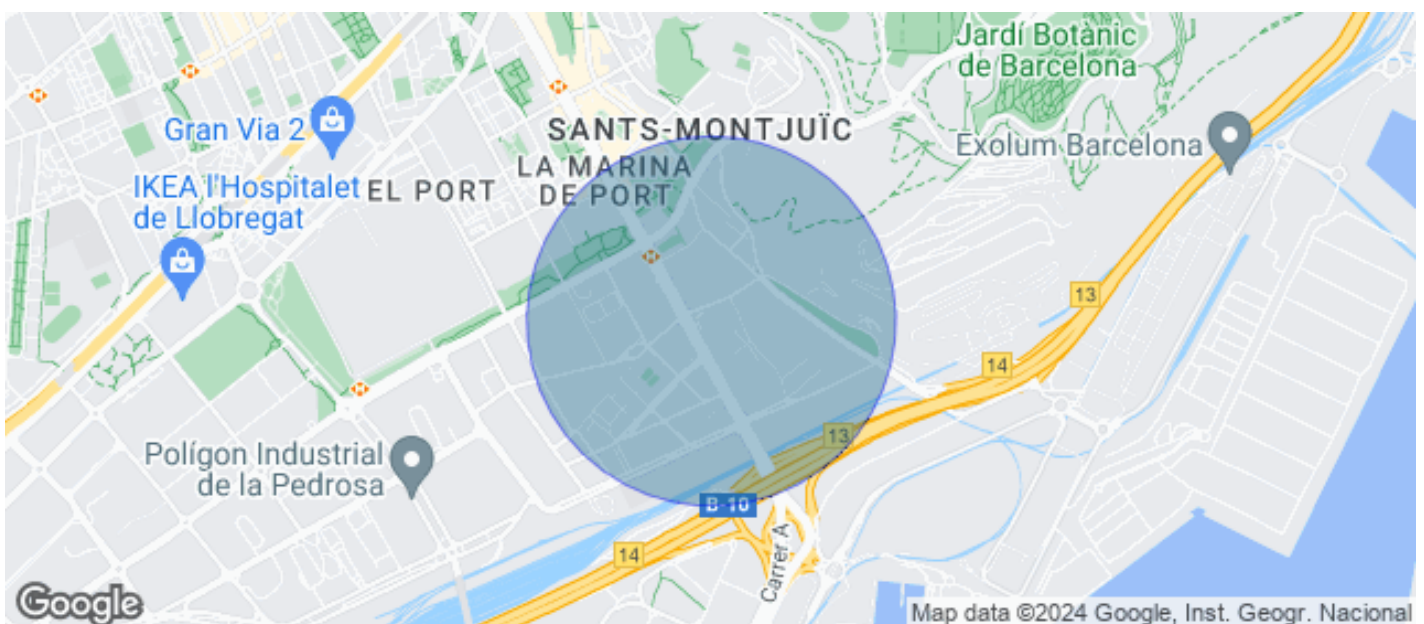 Jardí Botànic
de Barcelona
Gran Via 2
SANTS-MONTJUÏC
Exolum Barcelona
LA MARINA
DE PORT
IKEA l'Hospitalet
de Llobregat
EL PORT
13
14
13
Polígon Industrial
de la Pedrosa
B-10
14
Carrer A
Google
Map data ©2024 Google, Inst. Geogr. Nacional